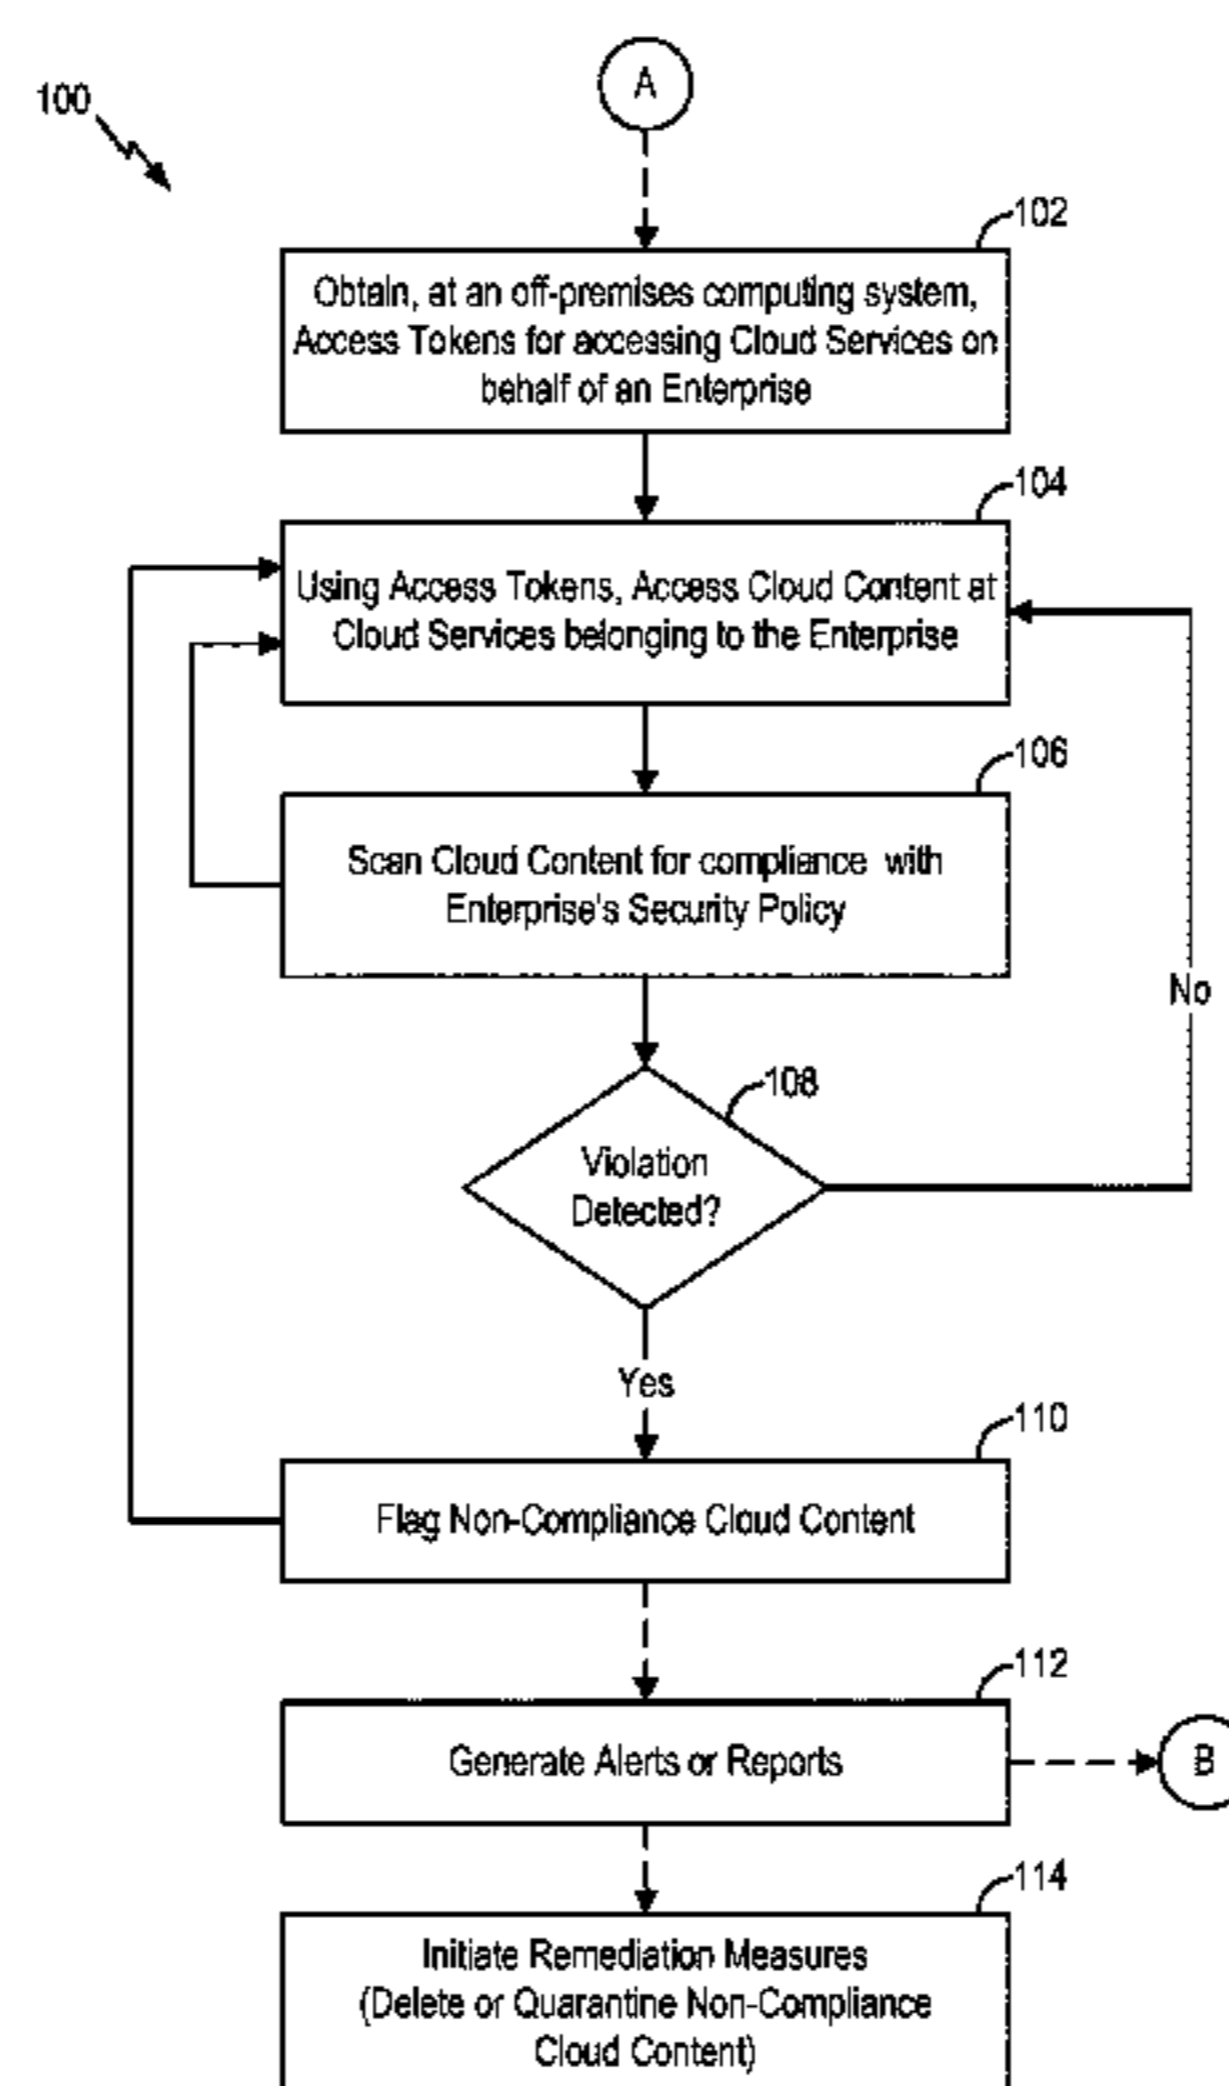 A
100
102
Obtain, at an off-premises computing system,
Access Tokens for accessing Cloud Services on
behalf of an Enterprise
104
Using Access Tokens, Access Cloud Content at
Cloud Services belonging to the Enterprise
106
Scan Cloud Content for compliance with
Enterprise's Security Policy
No
108
Violation
Detected?
Yes
110
Flag Non-Compliance Cloud Content
112
Generate Alerts or Reports
B
114
Initiate Remediation Measures
(Delete or Quarantine Non-Compliance
Cloud Content)